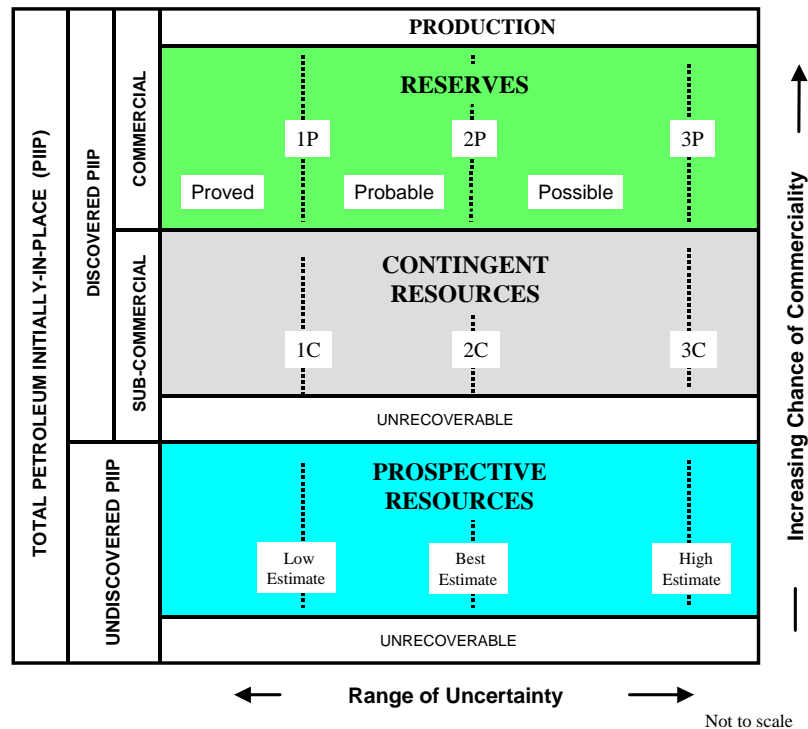 TOTAL PETROLEUM INITIALLY-IN-PLACE (PIIP)
DISCOVERED PIIP
UNDISCOVERED PIIP
COMMERCIAL
SUB-COMMERCIAL
PRODUCTION
RESERVES
1P 2P 3P
Proved Probable Possible
CONTINGENT
RESOURCES
1C 2C 3C
UNRECOVERABLE
PROSPECTIVE
RESOURCES
Low Best High
Estimate Estimate Estimate
UNRECOVERABLE
Increasing Chance of Commerciality
Range of Uncertainty
Not to scale